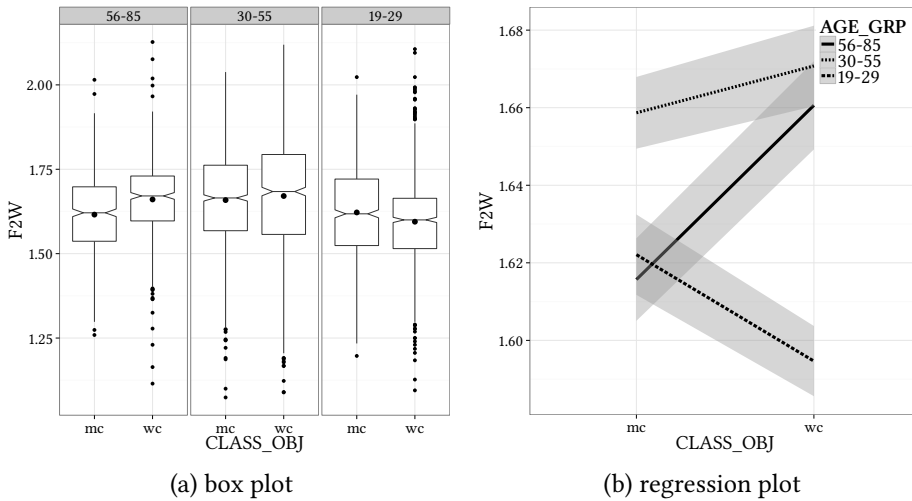 56-85 30-55 19-29
2.00
1.75
1.50
1.25
F2W
mc wc mc wc mc wc
CLASS_OBJ
(a) box plot
1.68
1.66
1.64
1.62
1.60
F2W
AGE_GRP
56-85
30-55
19-29
mc wc
CLASS_OBJ
(b) regression plot